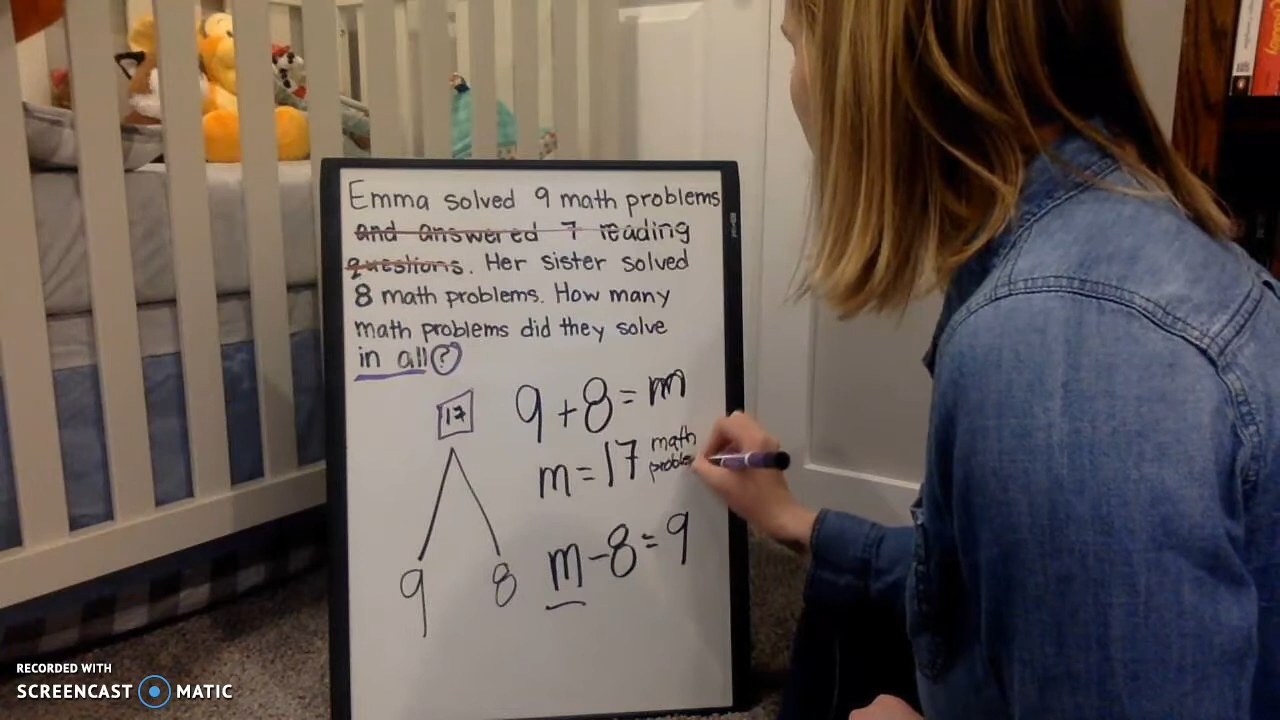 Emma solved 9 math problems
and answered 7 reading
questions. Her sister solved
8 math problems. How many
math problems did they solve
in all?
17
9 8
9+8=m
m=17 math
proble
m-8=9
RECORDED WITH
SCREENCAST MATIC